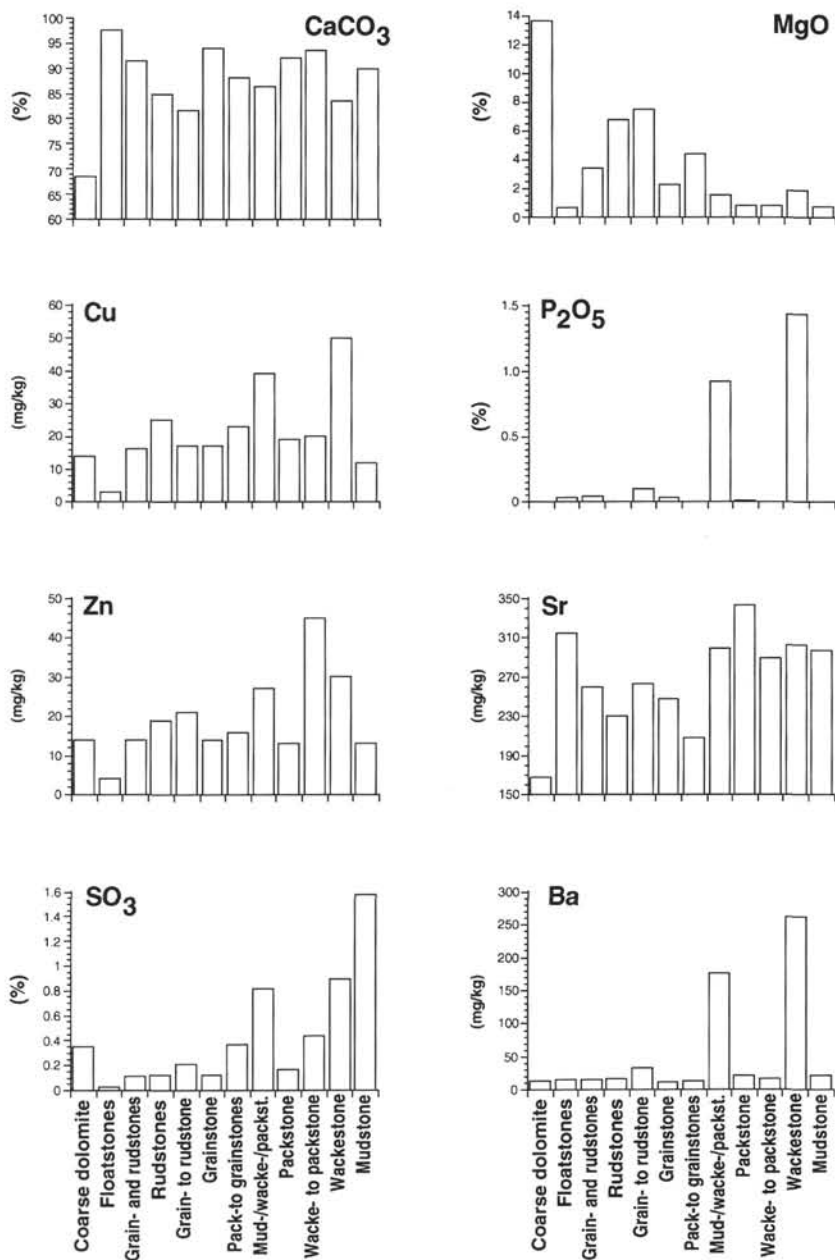 CaCO3
(%)
100
95
90
85
80
75
70
65
60
MgO
(%)
14
12
10
8
6
4
2
0
Cu
(mg/kg)
60
50
40
30
20
10
0
P2O5
(%)
1.5
1.0
0.5
0
Zn
(mg/kg)
50
40
30
20
10
0
Sr
(mg/kg)
350
310
270
230
190
150
SO3
(%)
1.6
1.4
1.2
1
0.8
0.6
0.4
0.2
0
Coarse dolomite
Floatstones
Grain- and rudstones
Rudstones
Grain- to rudstone
Grainstone
Pack-to grainstones
Mud-/wacke-/packst.
Packstone
Wacke- to packstone
Wackestone
Mudstone
Ba
(mg/kg)
300
250
200
150
100
50
0
Coarse dolomite
Floatstones
Grain- and rudstones
Rudstones
Grain- to rudstone
Grainstone
Pack-to grainstones
Mud-/wacke-/packst.
Packstone
Wacke- to packstone
Wackestone
Mudstone